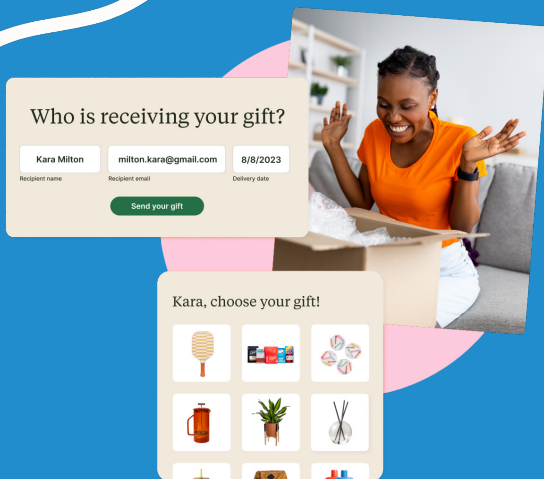 Who is receiving your gift?
Kara Milton
milton.kara@gmail.com
8/8/2023
Recipient name
Recipient email
Delivery date
Send your gift
Kara, choose your gift!